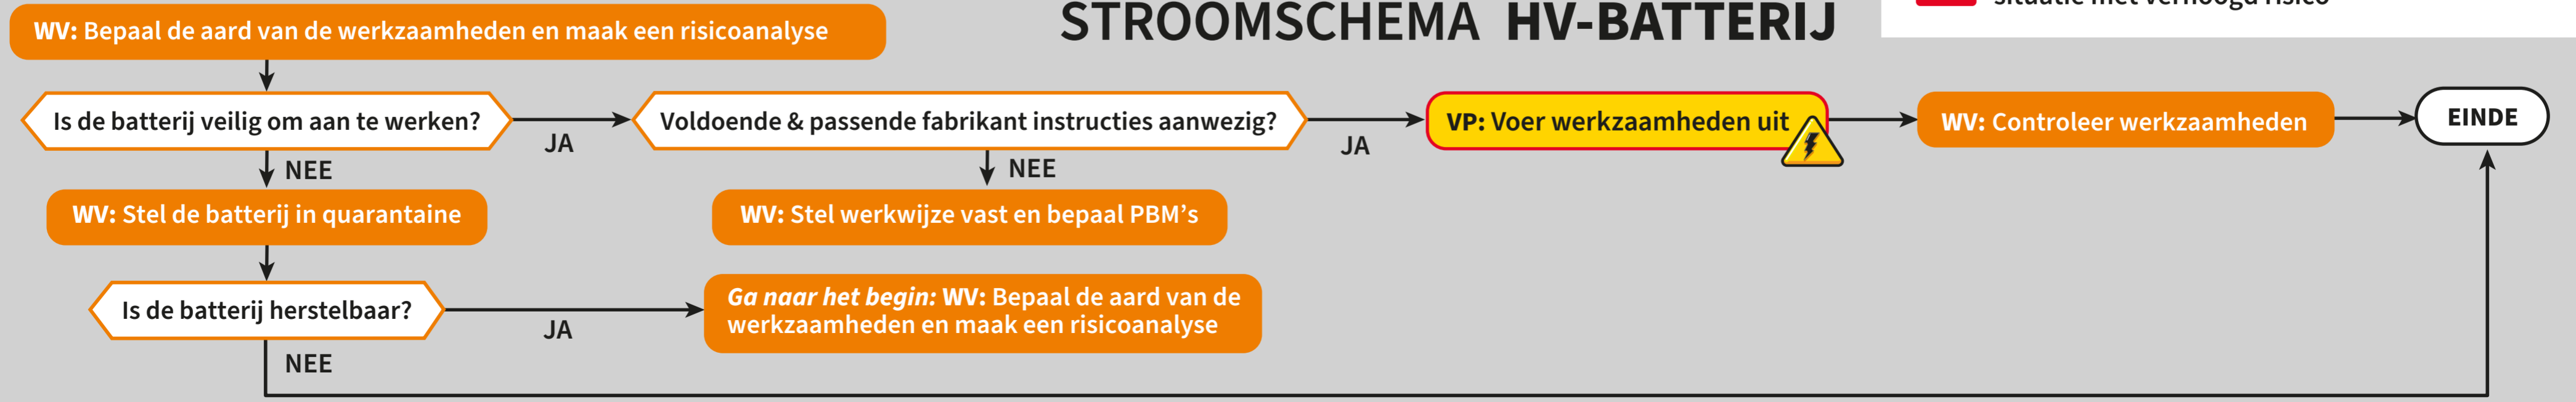 WV: Bepaal de aard van de werkzaamheden en maak een risicoanalyse
STROOMSCHEMA HV-BATTERIJ
Is de batterij veilig om aan te werken?
JA
Voldoende & passende fabrikant instructies aanwezig?
JA
VP: Voer werkzaamheden uit
WV: Controleer werkzaamheden
EINDE
NEE
NEE
WV: Stel de batterij in quarantaine
WV: Stel werkwijze vast en bepaal PBM's
Is de batterij herstelbaar?
JA
Ga naar het begin: WV: Bepaal de aard van de
werkzaamheden en maak een risicoanalyse
NEE